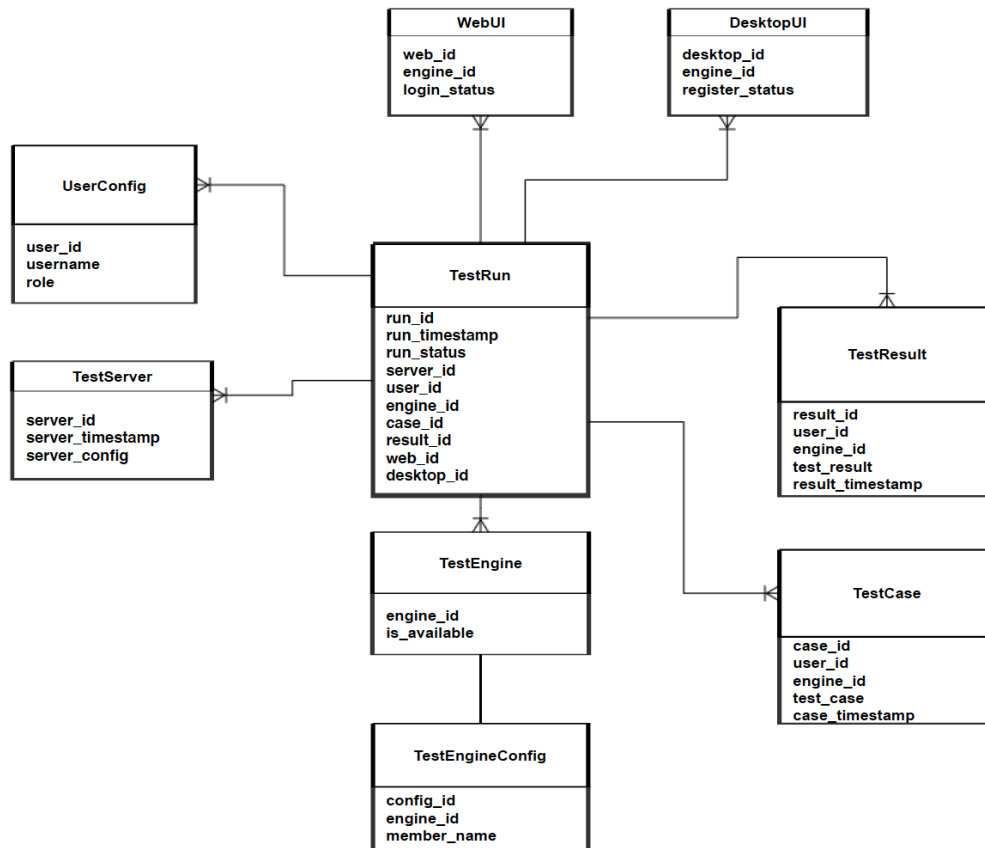 WebUI
web_id
engine_id
login_status
DesktopUI
desktop_id
engine_id
register_status
UserConfig
user_id
username
role
TestRun
run_id
run_timestamp
run_status
server_id
user_id
engine_id
case_id
result_id
web_id
desktop_id
TestResult
result_id
user_id
engine_id
test_result
result_timestamp
TestServer
server_id
server_timestamp
server_config
TestEngine
engine_id
is_available
TestCase
case_id
user_id
engine_id
test_case
case_timestamp
TestEngineConfig
config_id
engine_id
member_name